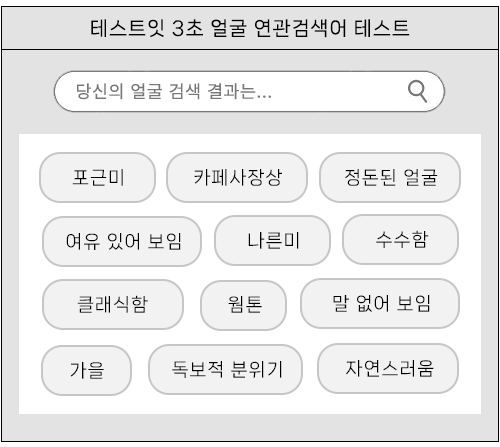 테스트잇 3초 얼굴 연관검색어 테스트
당신의 얼굴 검색 결과는...
포근미 카페사장상 정돈된 얼굴
여유 있어 보임 나른미 수수함
클래식함 웜톤 말 없어 보임
가을 독보적 분위기 자연스러움